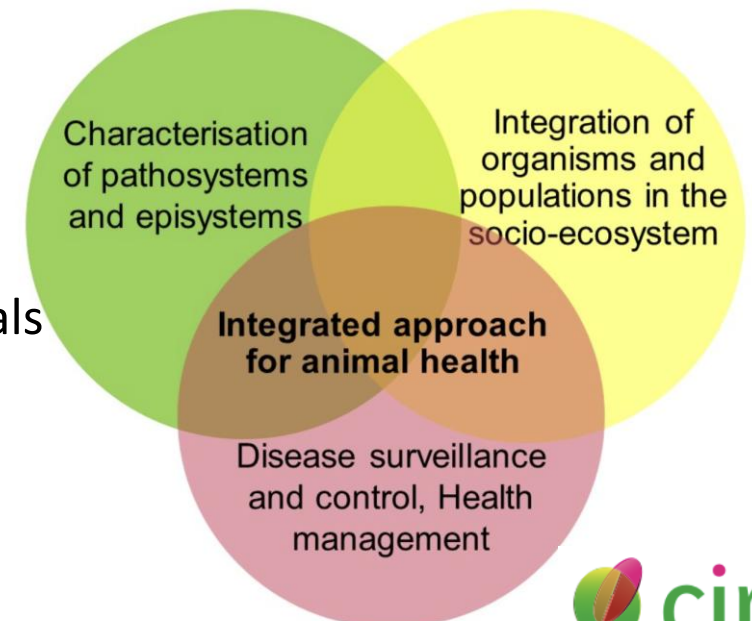 Characterisation
of pathosystems
and episystems
Integration of
organisms and
populations in the
socio-ecosystem
Integrated approach
for animal health
Disease surveillance
and control, Health
management